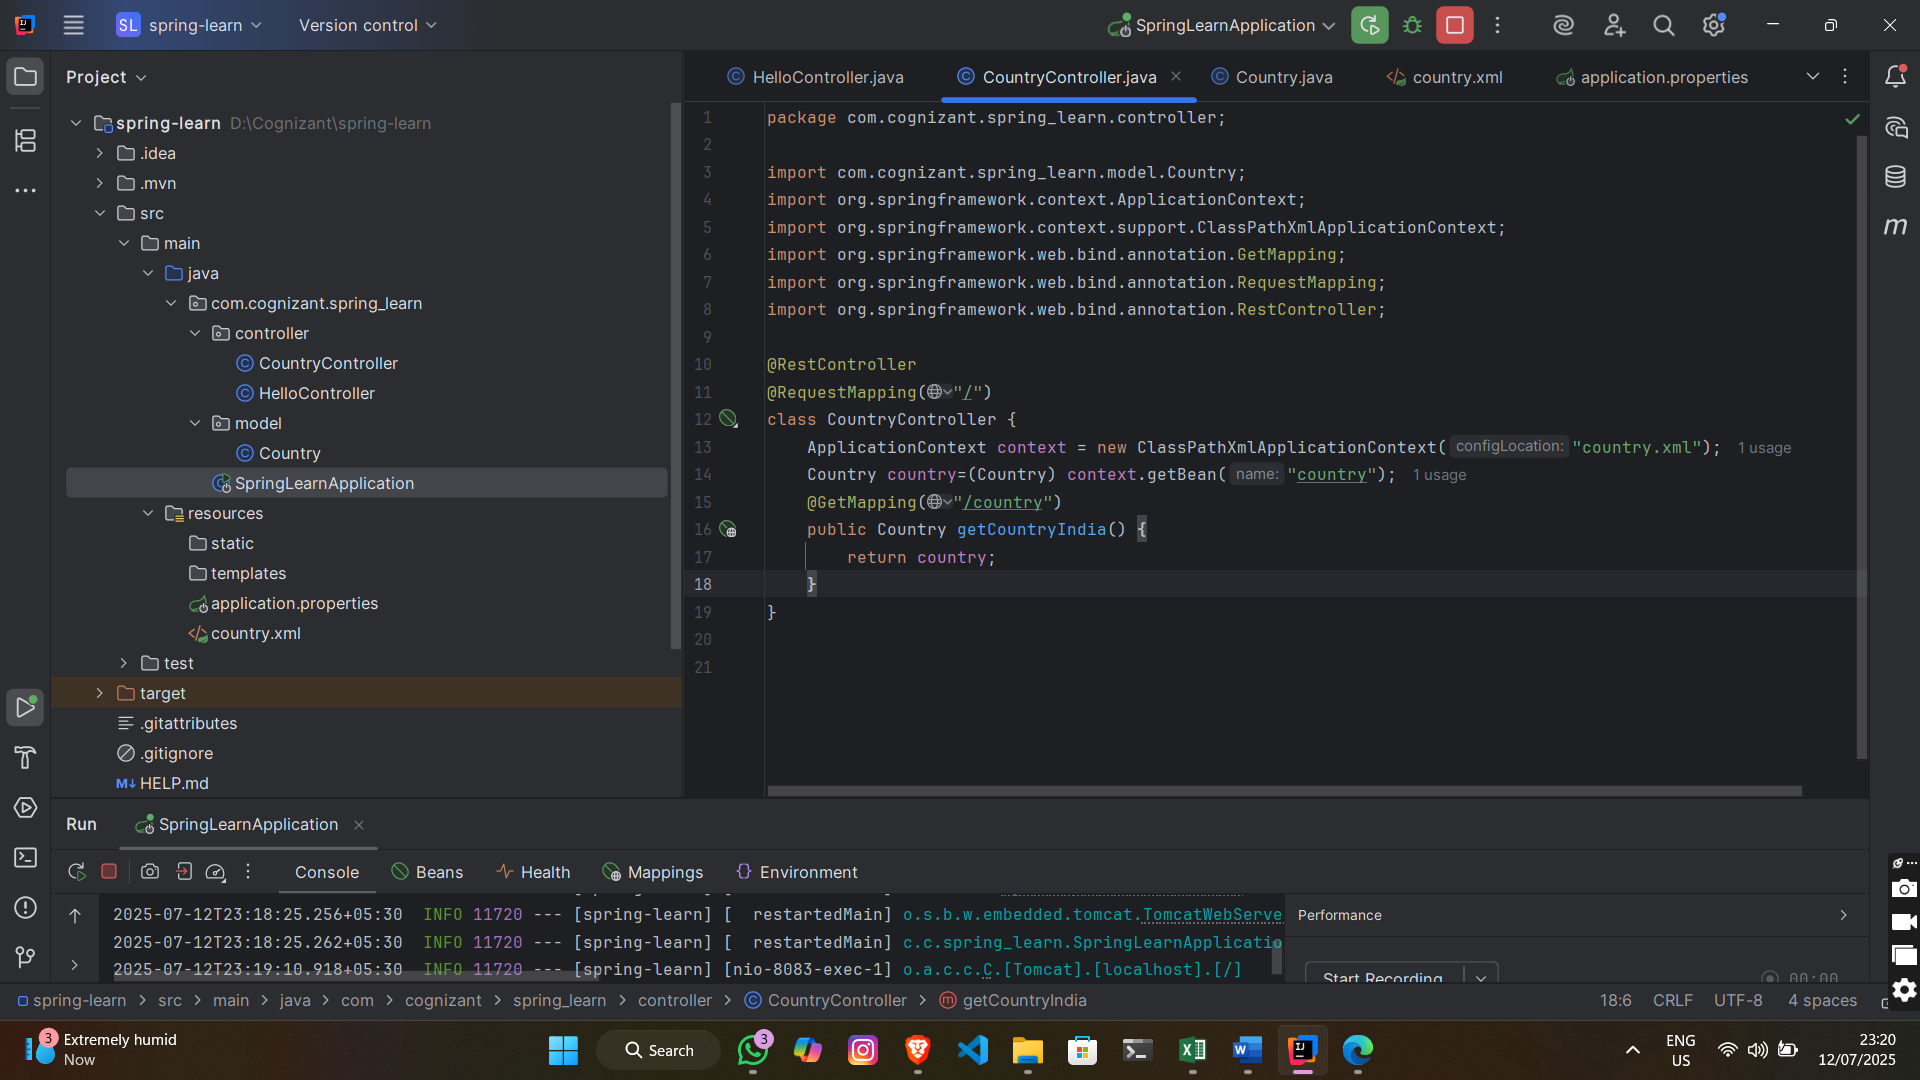 SL spring-learn Version control SpringLearnApplication
Project
HelloController.java CountryController.java Country.java country.xml application.properties
spring-learn D:\Cognizant\spring-learn
.idea
.mvn
src
main
java
com.cognizant.spring_learn
controller
CountryController
HelloController
model
Country
SpringLearnApplication
resources
static
templates
application.properties
country.xml
test
target
.gitattributes
.gitignore
M↓ HELP.md
1 package com.cognizant.spring_learn.controller;
2
3 import com.cognizant.spring_learn.model.Country;
4 import org.springframework.context.ApplicationContext;
5 import org.springframework.context.support.ClassPathXmlApplicationContext;
6 import org.springframework.web.bind.annotation.GetMapping;
7 import org.springframework.web.bind.annotation.RequestMapping;
8 import org.springframework.web.bind.annotation.RestController;
9
10 @RestController
11 @RequestMapping("/")
12 class CountryController {
13 ApplicationContext context = new ClassPathXmlApplicationContext( configLocation: "country.xml"); 1 usage
14 Country country=(Country) context.getBean( name: "country"); 1 usage
15 @GetMapping("/country")
16 public Country getCountryIndia() {
17 return country;
18 }
19 }
20
21
m
Run SpringLearnApplication
Console Beans Health Mappings Environment
2025-07-12T23:18:25.256+05:30 INFO 11720 --- [spring-learn] [ restartedMain] o.s.b.w.embedded.tomcat.TomcatWebServe
2025-07-12T23:18:25.262+05:30 INFO 11720 --- [spring-learn] [ restartedMain] c.c.spring_learn.SpringLearnApplicatio
2025-07-12T23:19:10.918+05:30 INFO 11720 --- [spring-learn] [nio-8083-exec-1] o.a.c.c.C.[Tomcat].[localhost].[/]
Performance
Start Recording 00:00
spring-learn > src > main > java > com > cognizant > spring_learn > controller > CountryController > getCountryIndia 18:6 CRLF UTF-8 4 spaces
3 Extremely humid
Now
Search
3
ENG
US
23:20
12/07/2025